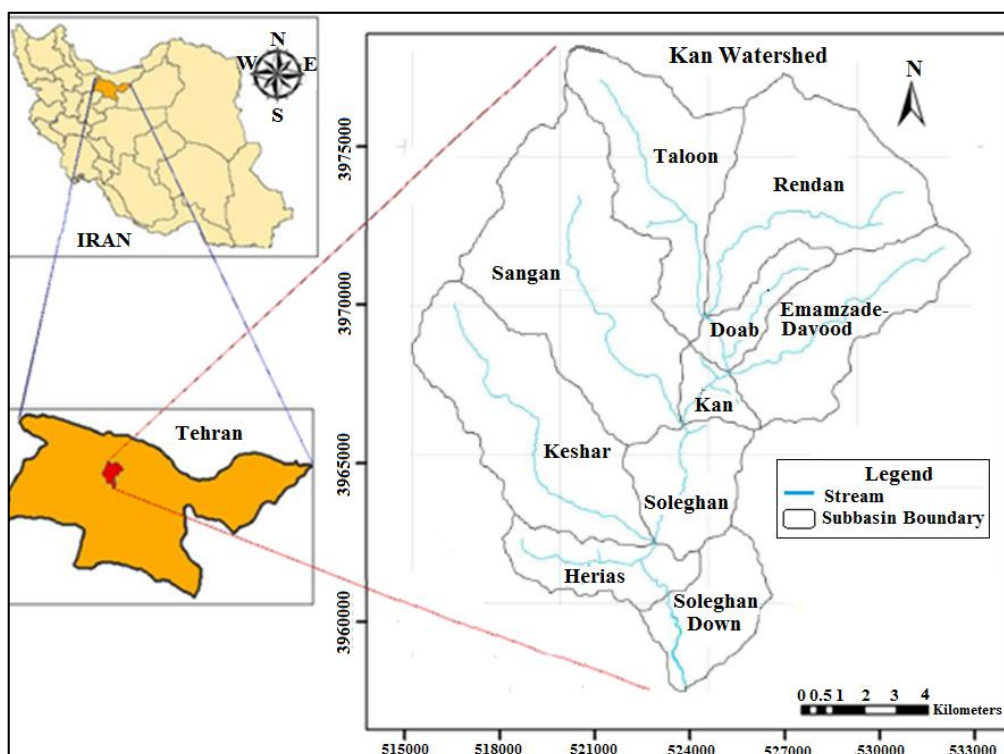 N
W
E
S
IRAN
Tehran
Kan Watershed
N
Taloon
Rendan
Sangan
Emamzade-
Davood
Doab
Kan
Keshar
Soleghan
Herias
Soleghan
Down
Legend
Stream
Subbasin Boundary
0 0.5 1 2 3 4
Kilometers
3975000
3970000
3965000
3960000
515000 518000 521000 524000 527000 530000 533000